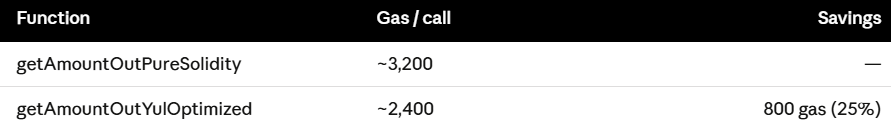 Function Gas / call Savings
getAmountOutPureSolidity ~3,200 —
getAmountOutYulOptimized ~2,400 800 gas (25%)